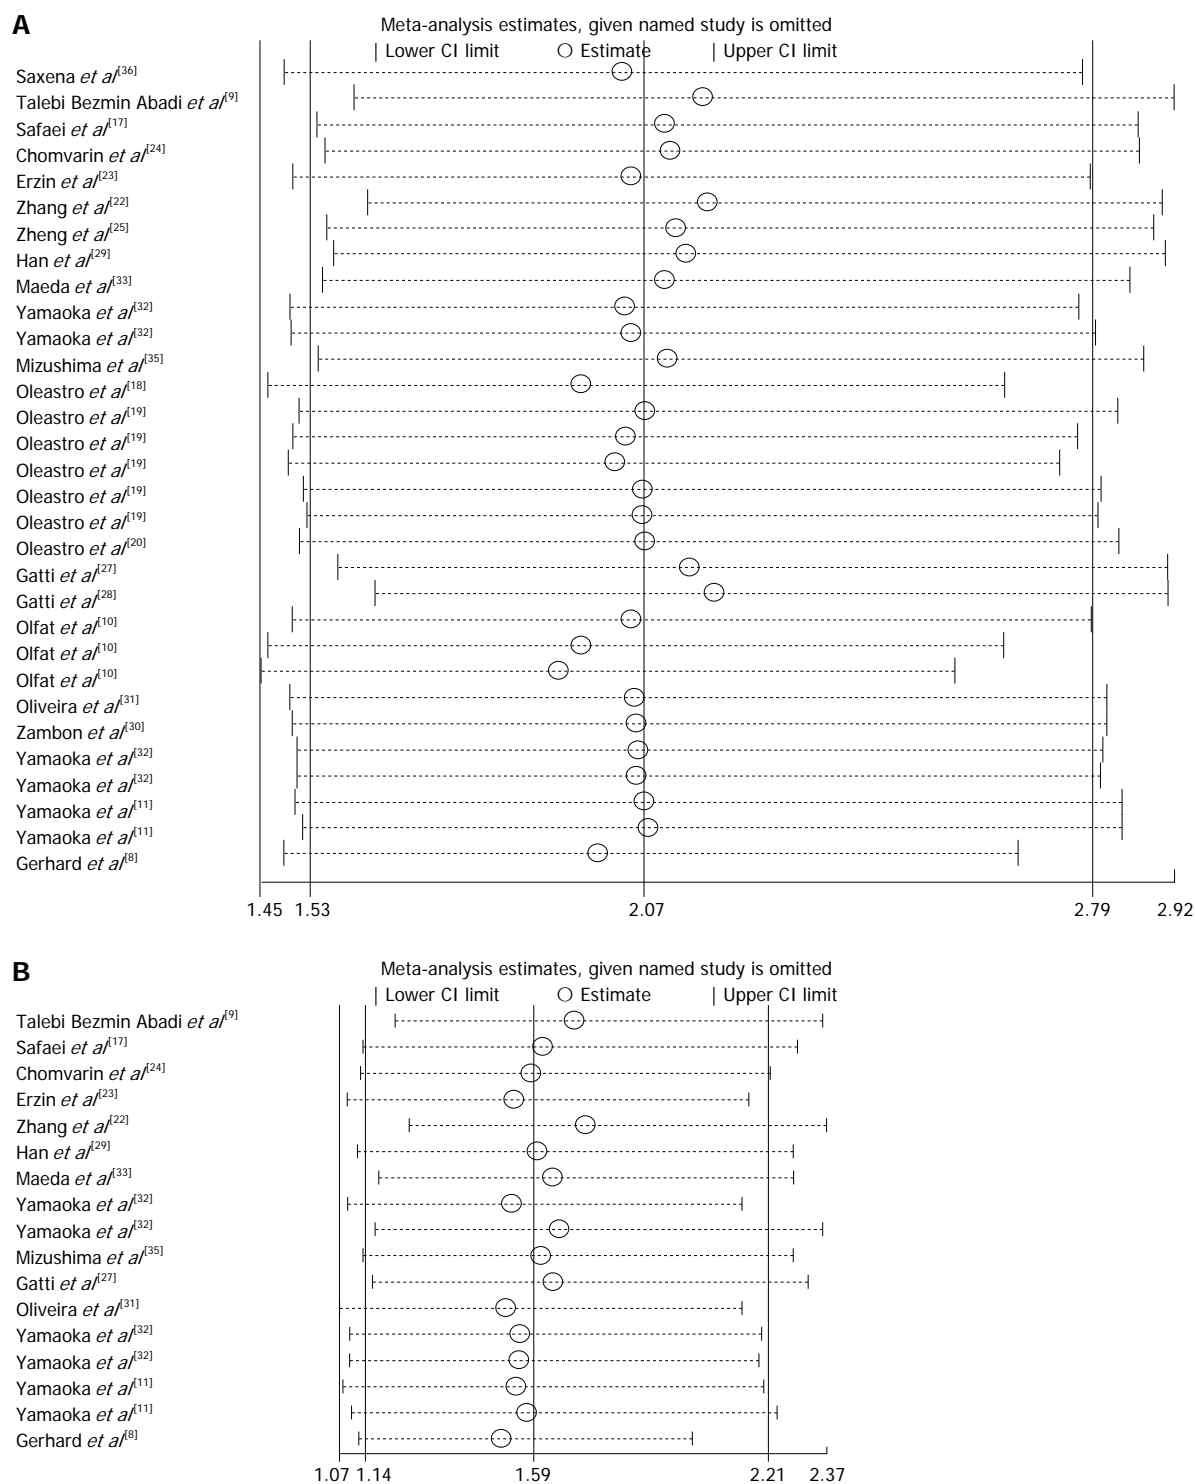 A
Meta-analysis estimates, given named study is omitted
| Lower CI limit ○ Estimate | Upper CI limit
Saxena et al[36]
Talebi Bezmin Abadi et al[9]
Safaei et al[17]
Chomvarin et al[24]
Erzin et al[23]
Zhang et al[22]
Zheng et al[25]
Han et al[29]
Maeda et al[33]
Yamaoka et al[32]
Yamaoka et al[32]
Mizushima et al[35]
Oleastro et al[18]
Oleastro et al[19]
Oleastro et al[19]
Oleastro et al[19]
Oleastro et al[19]
Oleastro et al[19]
Oleastro et al[20]
Gatti et al[27]
Gatti et al[28]
Olfat et al[10]
Olfat et al[10]
Olfat et al[10]
Oliveira et al[31]
Zambon et al[30]
Yamaoka et al[32]
Yamaoka et al[32]
Yamaoka et al[11]
Yamaoka et al[11]
Gerhard et al[8]
1.45 1.53 2.07 2.79 2.92
B
Meta-analysis estimates, given named study is omitted
| Lower CI limit ○ Estimate | Upper CI limit
Talebi Bezmin Abadi et al[9]
Safaei et al[17]
Chomvarin et al[24]
Erzin et al[23]
Zhang et al[22]
Han et al[29]
Maeda et al[33]
Yamaoka et al[32]
Yamaoka et al[32]
Mizushima et al[35]
Gatti et al[27]
Oliveira et al[31]
Yamaoka et al[32]
Yamaoka et al[32]
Yamaoka et al[11]
Yamaoka et al[11]
Gerhard et al[8]
1.07 1.14 1.59 2.21 2.37